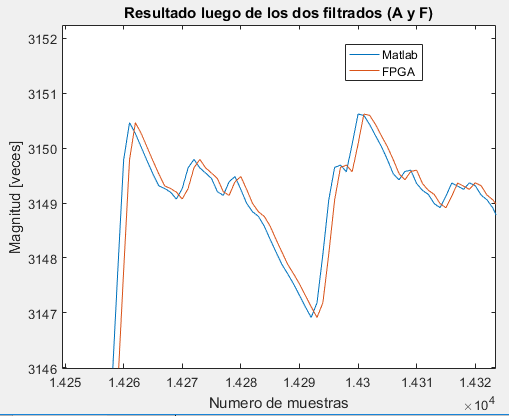 Resultado luego de los dos filtrados (A y F)
Matlab
FPGA
Magnitud [veces]
3152
3151
3150
3149
3148
3147
3146
1.425 1.426 1.427 1.428 1.429 1.43 1.431 1.432
Numero de muestras
×10⁴